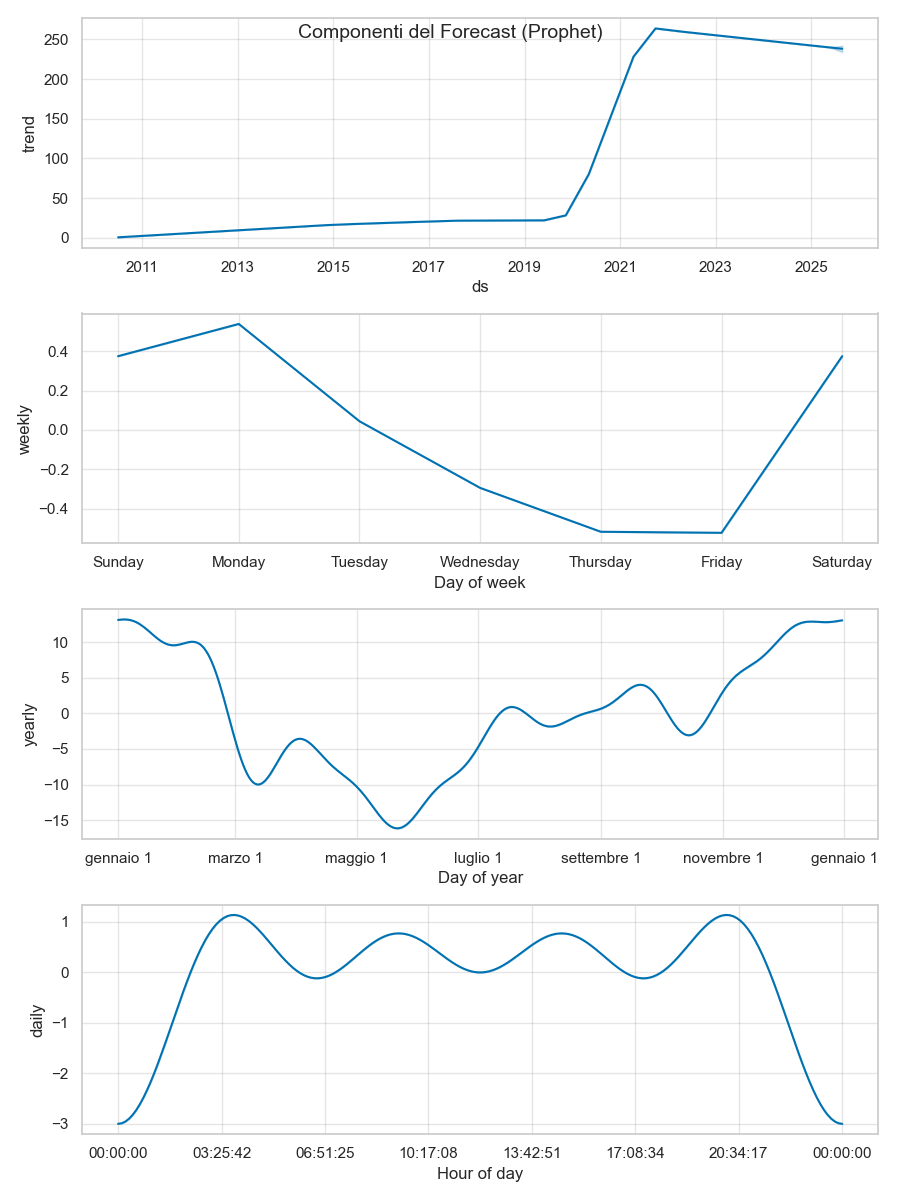 Componenti del Forecast (Prophet)
250
200
150
100
50
0
trend
2011 2013 2015 2017 2019 2021 2023 2025
ds
0.4
0.2
0.0
−0.2
−0.4
weekly
Sunday Monday Tuesday Wednesday Thursday Friday Saturday
Day of week
10
5
0
−5
−10
−15
yearly
gennaio 1 marzo 1 maggio 1 luglio 1 settembre 1 novembre 1 gennaio 1
Day of year
1
0
−1
−2
−3
daily
00:00:00 03:25:42 06:51:25 10:17:08 13:42:51 17:08:34 20:34:17 00:00:00
Hour of day